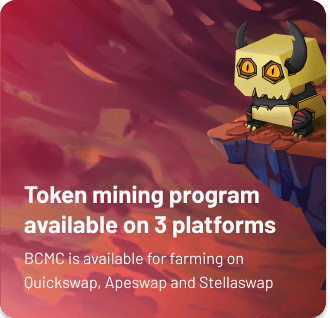 Token mining program
available on 3 platforms
BCMC is available for farming on
Quickswap, Apeswap and Stellaswap